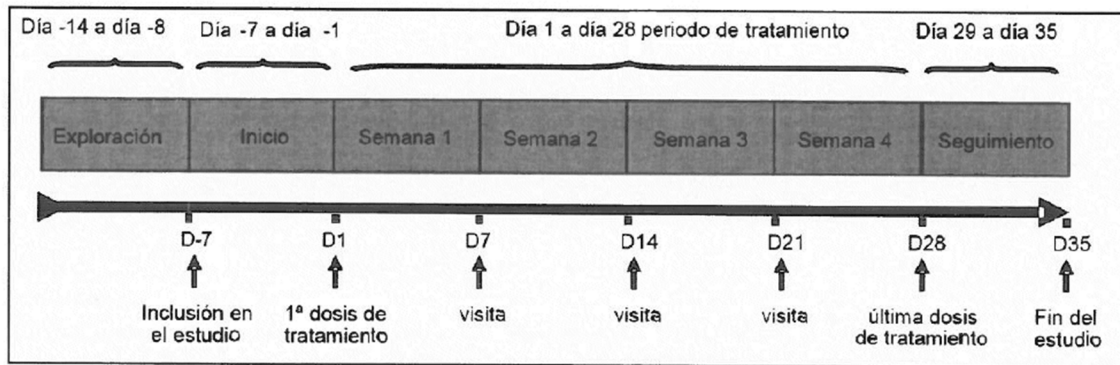 Día -14 a día -8
Día -7 a día -1
Día 1 a día 28 periodo de tratamiento
Día 29 a día 35
Exploración
Inicio
Semana 1
Semana 2
Semana 3
Semana 4
Seguimiento
D-7
D1
D7
D14
D21
D28
D35
Inclusión en
el estudio
1ª dosis de
tratamiento
visita
visita
visita
última dosis
de tratamiento
Fin del
estudio